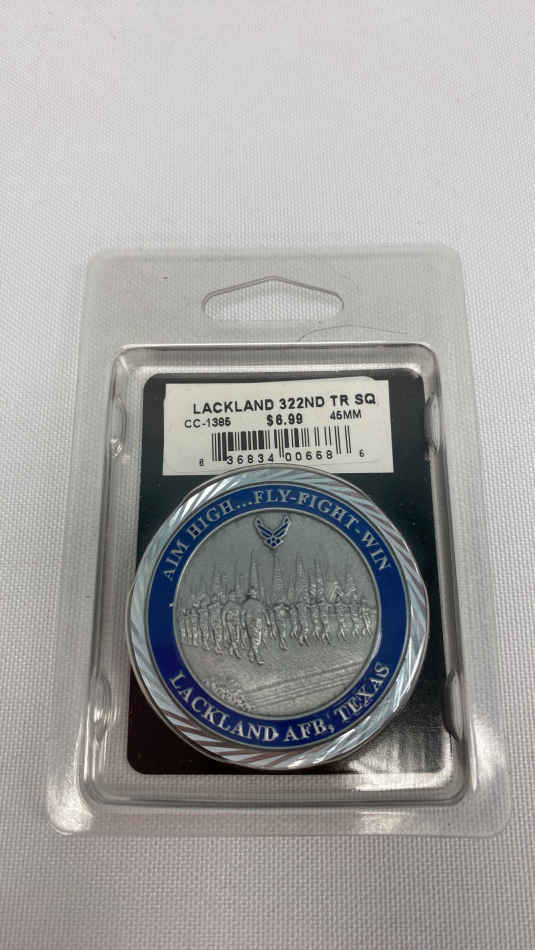 LACKLAND 322ND TR SQ
CC-1385 $6.99 45MM
8 36834 00668 6
AIM HIGH...FLY-FIGHT-WIN
LACKLAND AFB, TEXAS